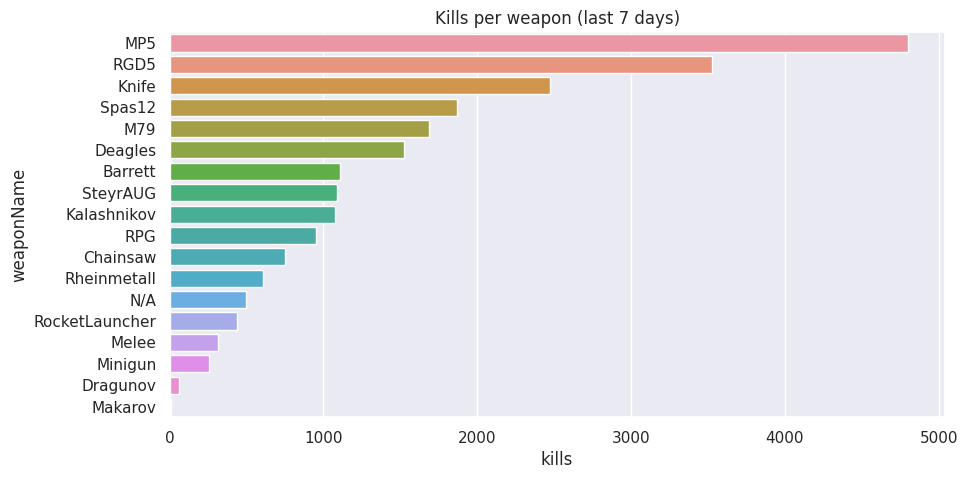 Kills per weapon (last 7 days)
weaponName
MP5
RGD5
Knife
Spas12
M79
Deagles
Barrett
SteyrAUG
Kalashnikov
RPG
Chainsaw
Rheinmetall
N/A
RocketLauncher
Melee
Minigun
Dragunov
Makarov
0 1000 2000 3000 4000 5000
kills